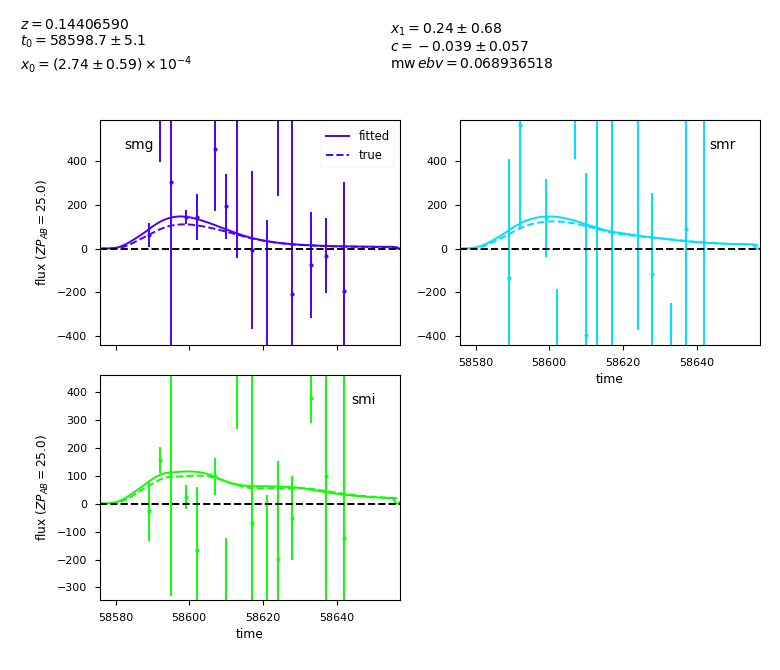 z = 0.14406590
t₀ = 58598.7 ± 5.1
x₀ = (2.74 ± 0.59) × 10⁻⁴
x₁ = 0.24 ± 0.68
c = −0.039 ± 0.057
mw ebv = 0.068936518
smg
fitted
true
flux (ZP_AB = 25.0)
400
200
0
−200
−400
smr
400
200
0
−200
−400
58580 58600 58620 58640
time
smi
flux (ZP_AB = 25.0)
400
300
200
100
0
−100
−200
−300
58580 58600 58620 58640
time